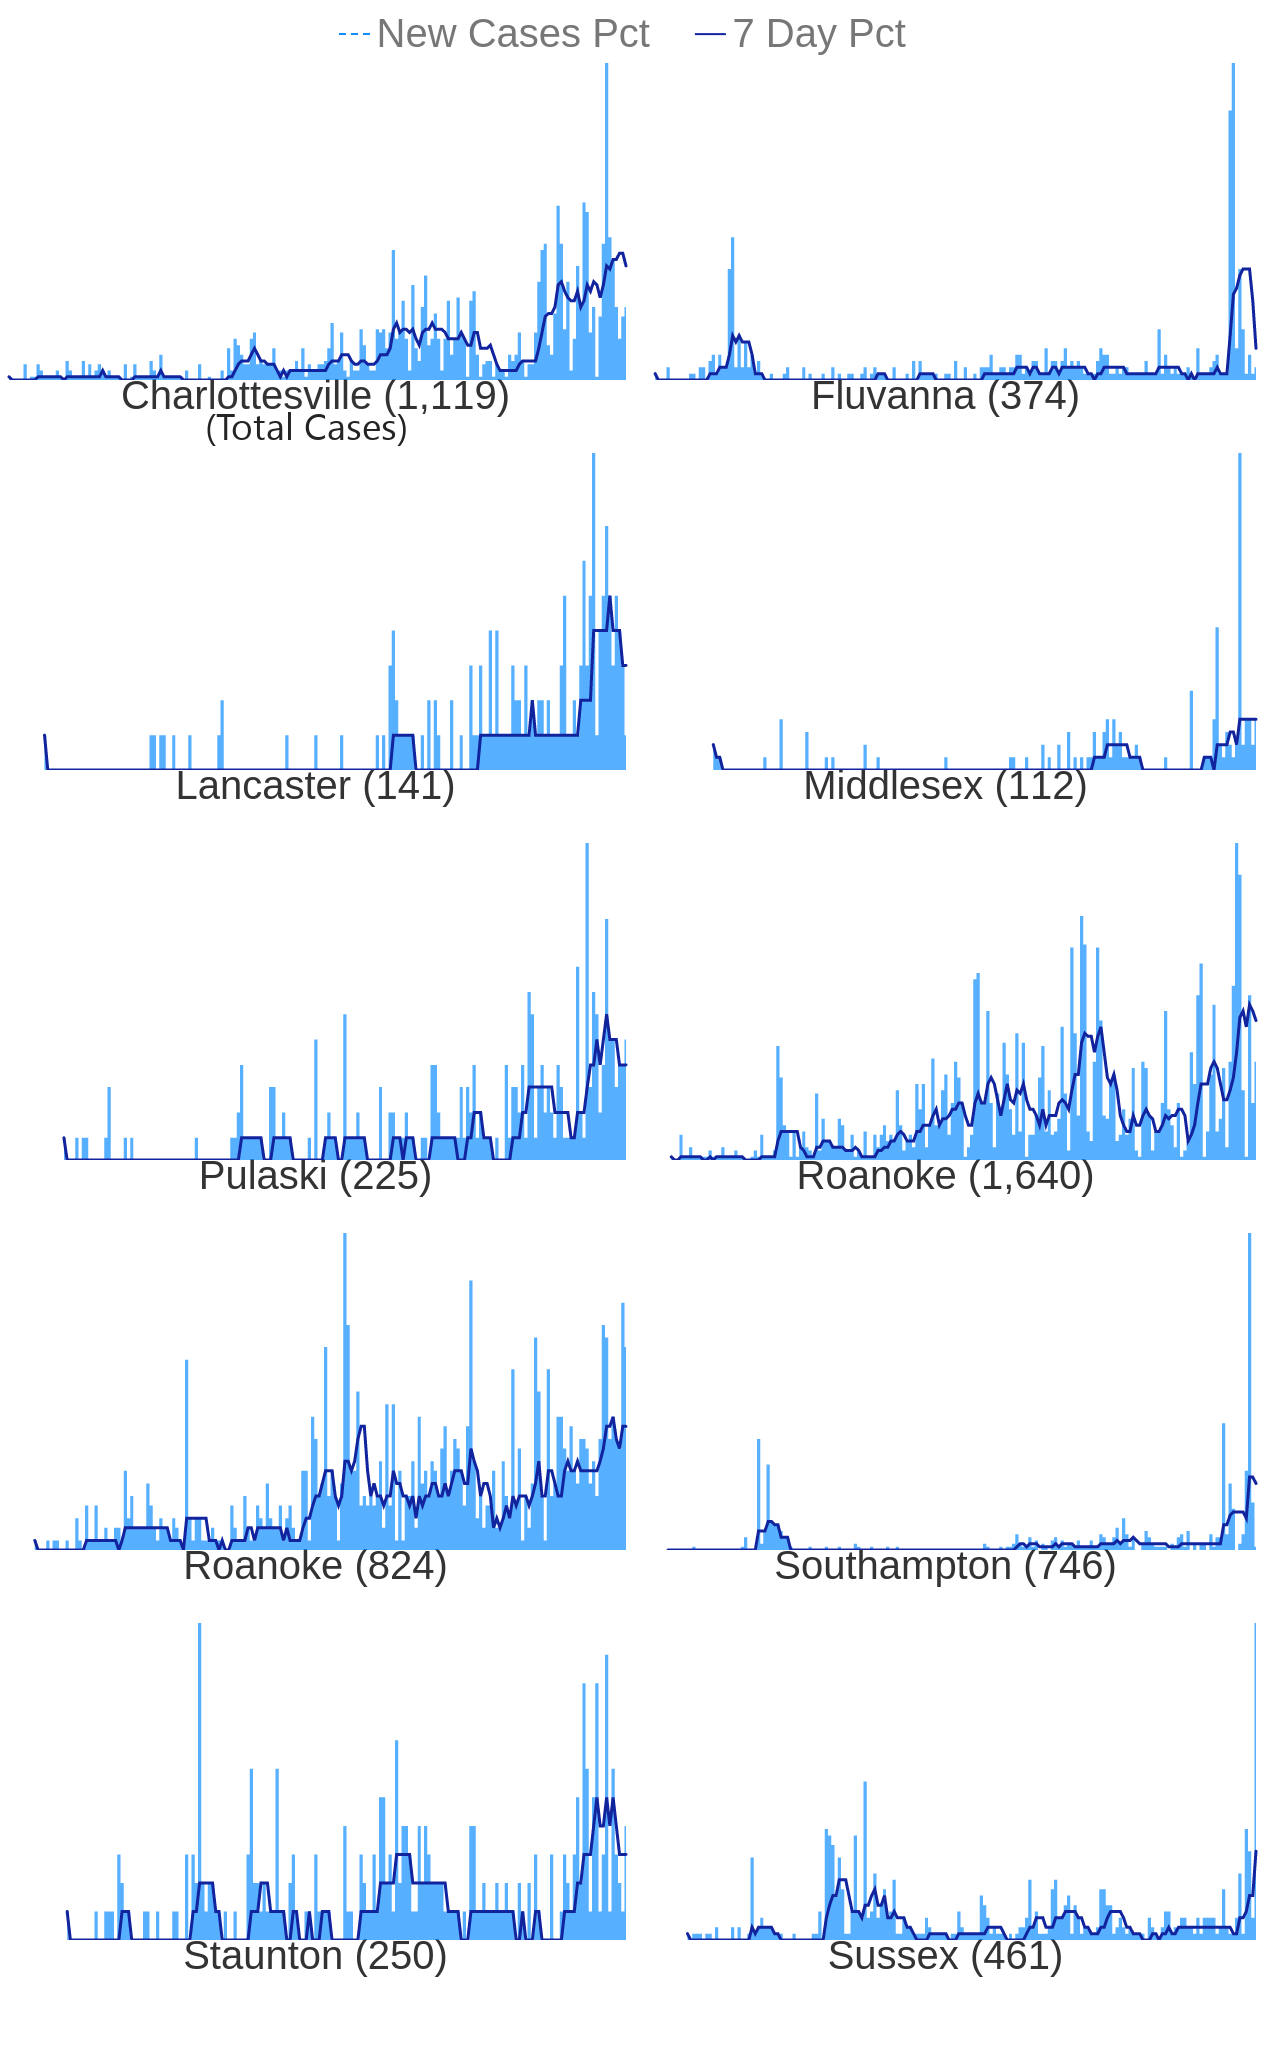 New Cases Pct 7 Day Pct
Charlottesville (1,119) Fluvanna (374)
(Total Cases)
Lancaster (141) Middlesex (112)
Pulaski (225) Roanoke (1,640)
Roanoke (824) Southampton (746)
Staunton (250) Sussex (461)